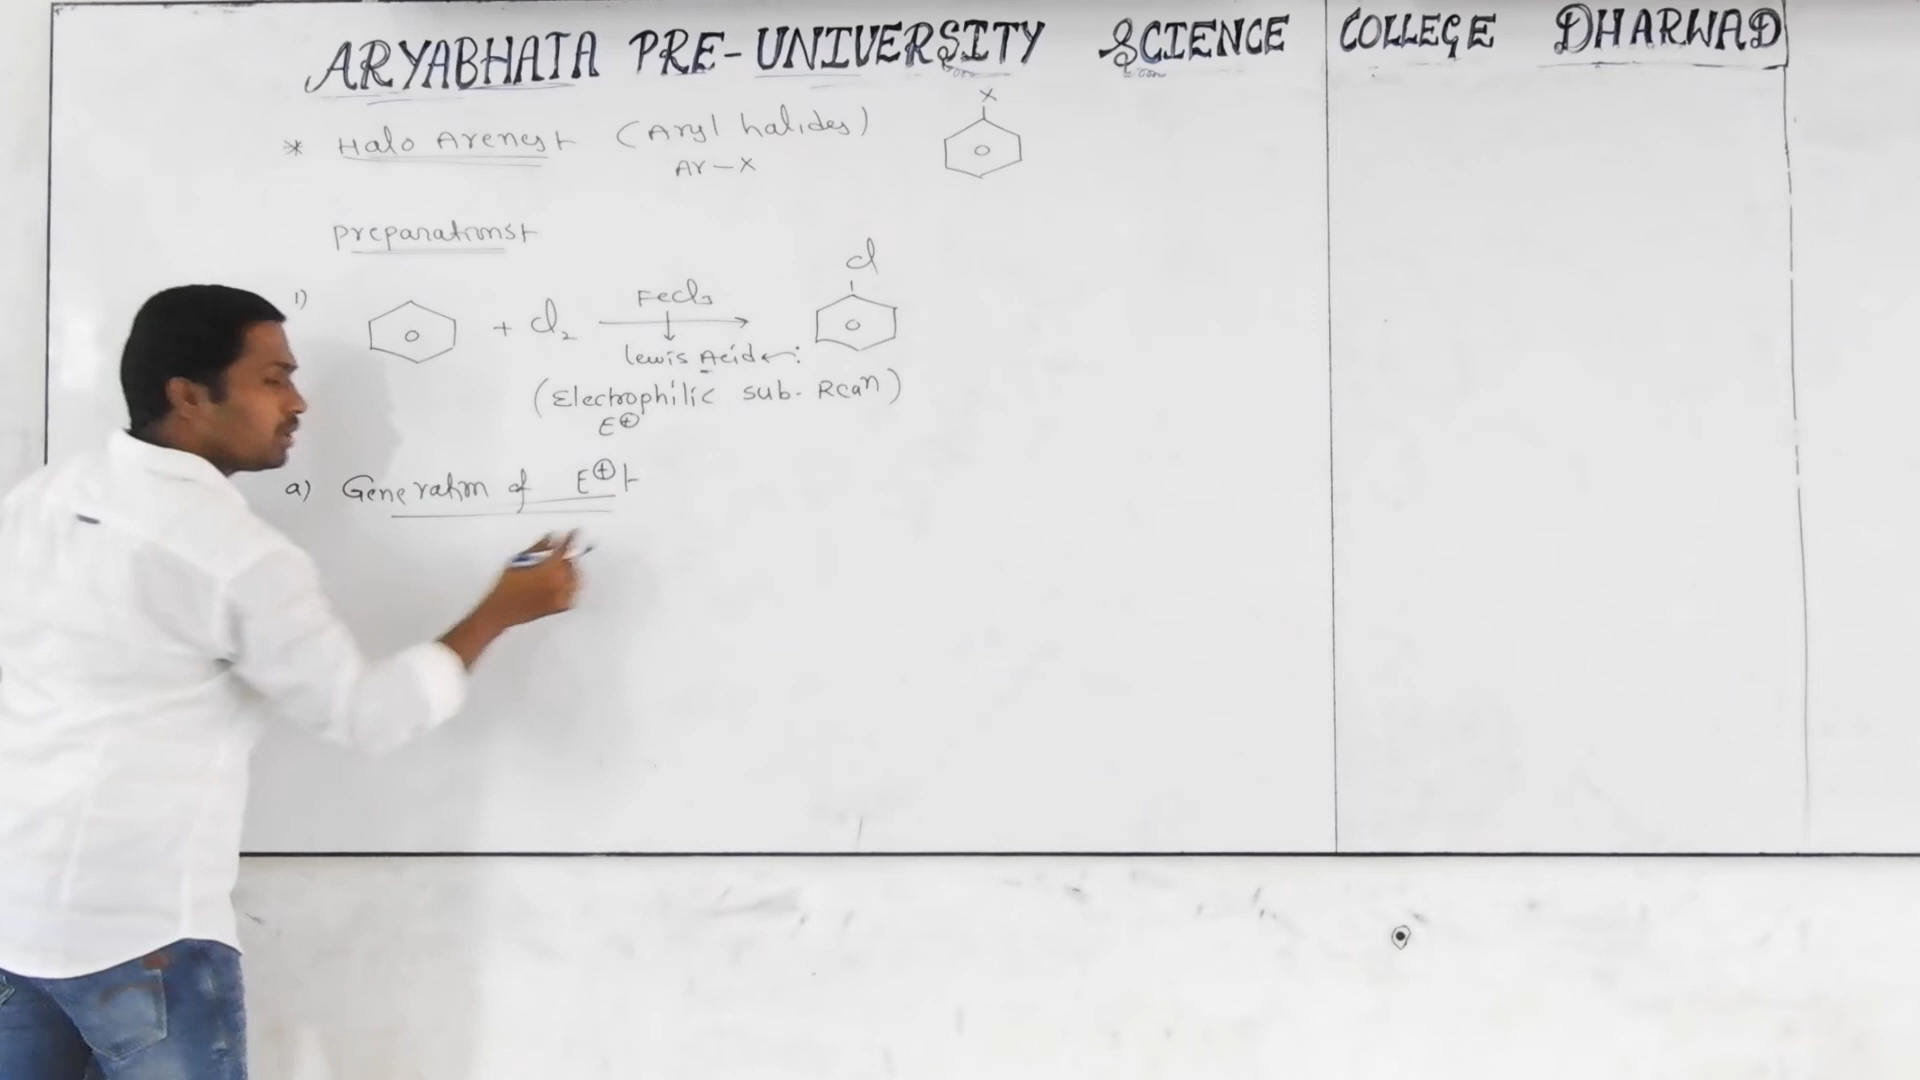 ARYABHATA PRE-UNIVERSITY SCIENCE COLLEGE DHARWAD
* Halo Arenes :- (Aryl halides)
Ar-X
X
preparations :-
1) + Cl2 FeCl3 Cl
Lewis Acid ← :
(Electrophilic sub. Rean)
E⊕
a) Generation of E⊕ :-